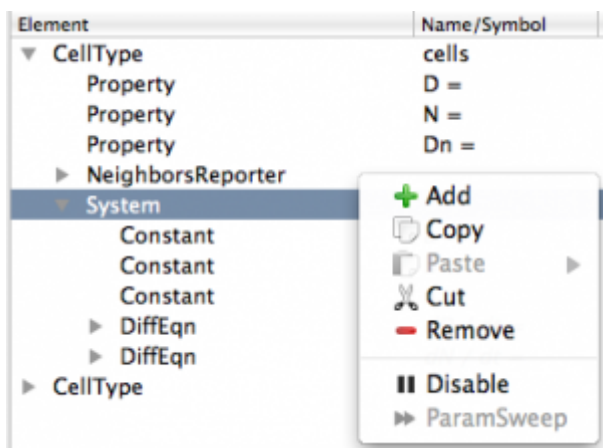 Element Name/Symbol
CellType cells
Property D =
Property N =
Property Dn =
NeighborsReporter
System
Constant
Constant
Constant
DiffEqn
DiffEqn
CellType
Add
Copy
Paste
Cut
Remove
Disable
ParamSweep